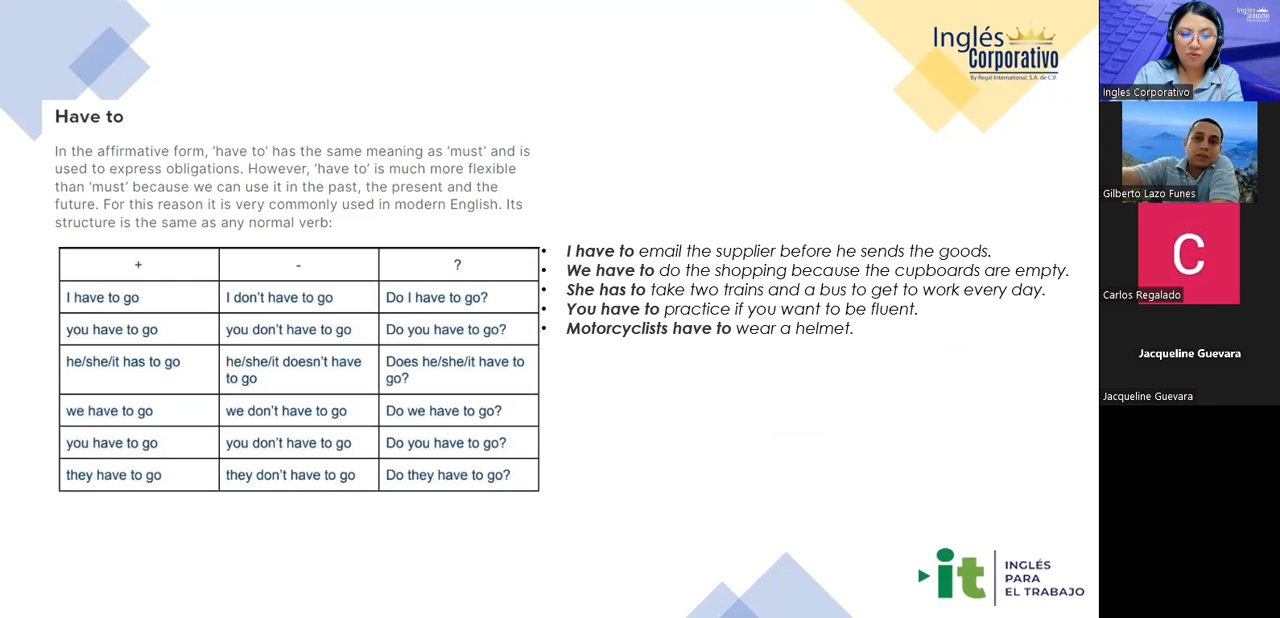 Inglés
Corporativo
By Regal International, S.A. de C.V.
Have to
In the affirmative form, ‘have to’ has the same meaning as ‘must’ and is
used to express obligations. However, ‘have to’ is much more flexible
than ‘must’ because we can use it in the past, the present and the
future. For this reason it is very commonly used in modern English. Its
structure is the same as any normal verb:
+ - ?
I have to go I don’t have to go Do I have to go?
you have to go you don’t have to go Do you have to go?
he/she/it has to go he/she/it doesn’t have to go Does he/she/it have to go?
we have to go we don’t have to go Do we have to go?
you have to go you don’t have to go Do you have to go?
they have to go they don’t have to go Do they have to go?
• I have to email the supplier before he sends the goods.
• We have to do the shopping because the cupboards are empty.
• She has to take two trains and a bus to get to work every day.
• You have to practice if you want to be fluent.
• Motorcyclists have to wear a helmet.
it
INGLÉS
PARA
EL TRABAJO
Inglés
Corporativo
Ingles Corporativo
Gilberto Lazo Funes
C
Carlos Regalado
Jacqueline Guevara
Jacqueline Guevara